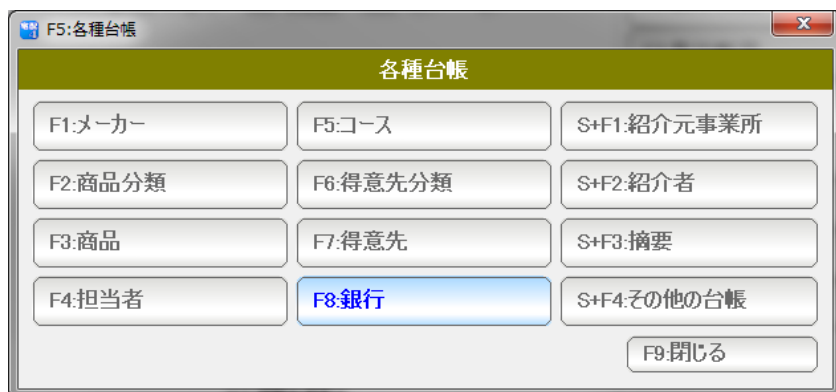 F5:各種台帳
各種台帳
F1:メーカー
F5:コース
S+F1:紹介元事業所
F2:商品分類
F6:得意先分類
S+F2:紹介者
F3:商品
F7:得意先
S+F3:摘要
F4:担当者
F8:銀行
S+F4:その他の台帳
F9:閉じる